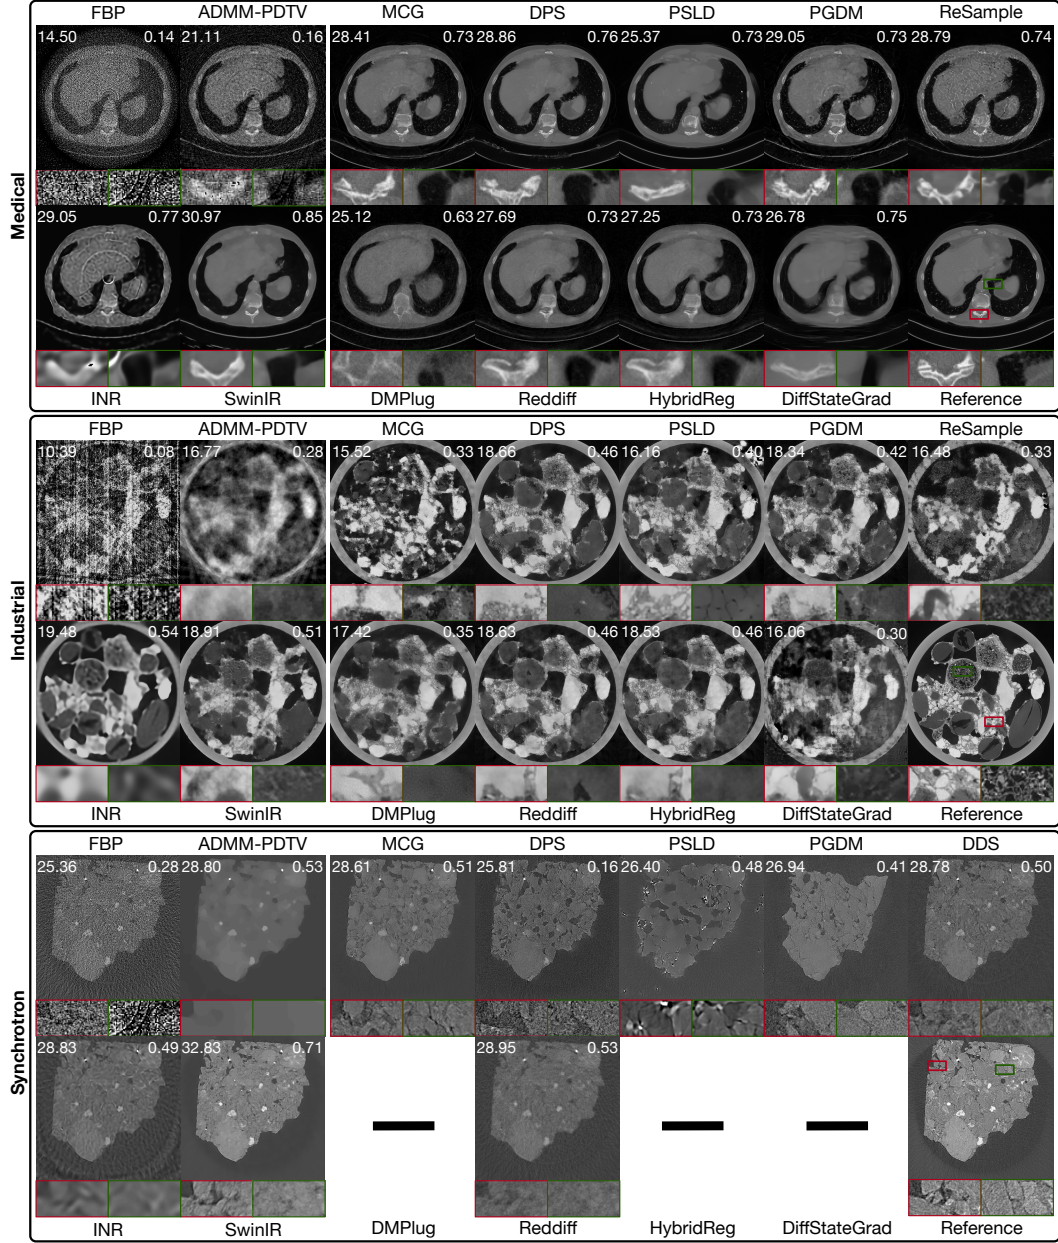 Medical
FBP ADMM-PDTV MCG DPS PSLD PGDM ReSample
14.50 0.14 21.11 0.16 28.41 0.73 28.86 0.76 25.37 0.73 29.05 0.73 28.79 0.74
29.05 0.77 30.97 0.85 25.12 0.63 27.69 0.73 27.25 0.73 26.78 0.75
INR SwinIR DMPlug Reddiff HybridReg DiffStateGrad Reference
Industrial
FBP ADMM-PDTV MCG DPS PSLD PGDM ReSample
10.39 0.08 16.77 0.28 15.52 0.33 18.66 0.46 16.16 0.40 18.34 0.42 16.48 0.33
19.48 0.54 18.91 0.51 17.42 0.35 18.63 0.46 18.53 0.46 16.06 0.30
INR SwinIR DMPlug Reddiff HybridReg DiffStateGrad Reference
Synchrotron
FBP ADMM-PDTV MCG DPS PSLD PGDM DDS
25.36 0.28 28.80 0.53 28.61 0.51 25.81 0.16 26.40 0.48 26.94 0.41 28.78 0.50
28.83 0.49 32.83 0.71 28.95 0.53
INR SwinIR DMPlug Reddiff HybridReg DiffStateGrad Reference